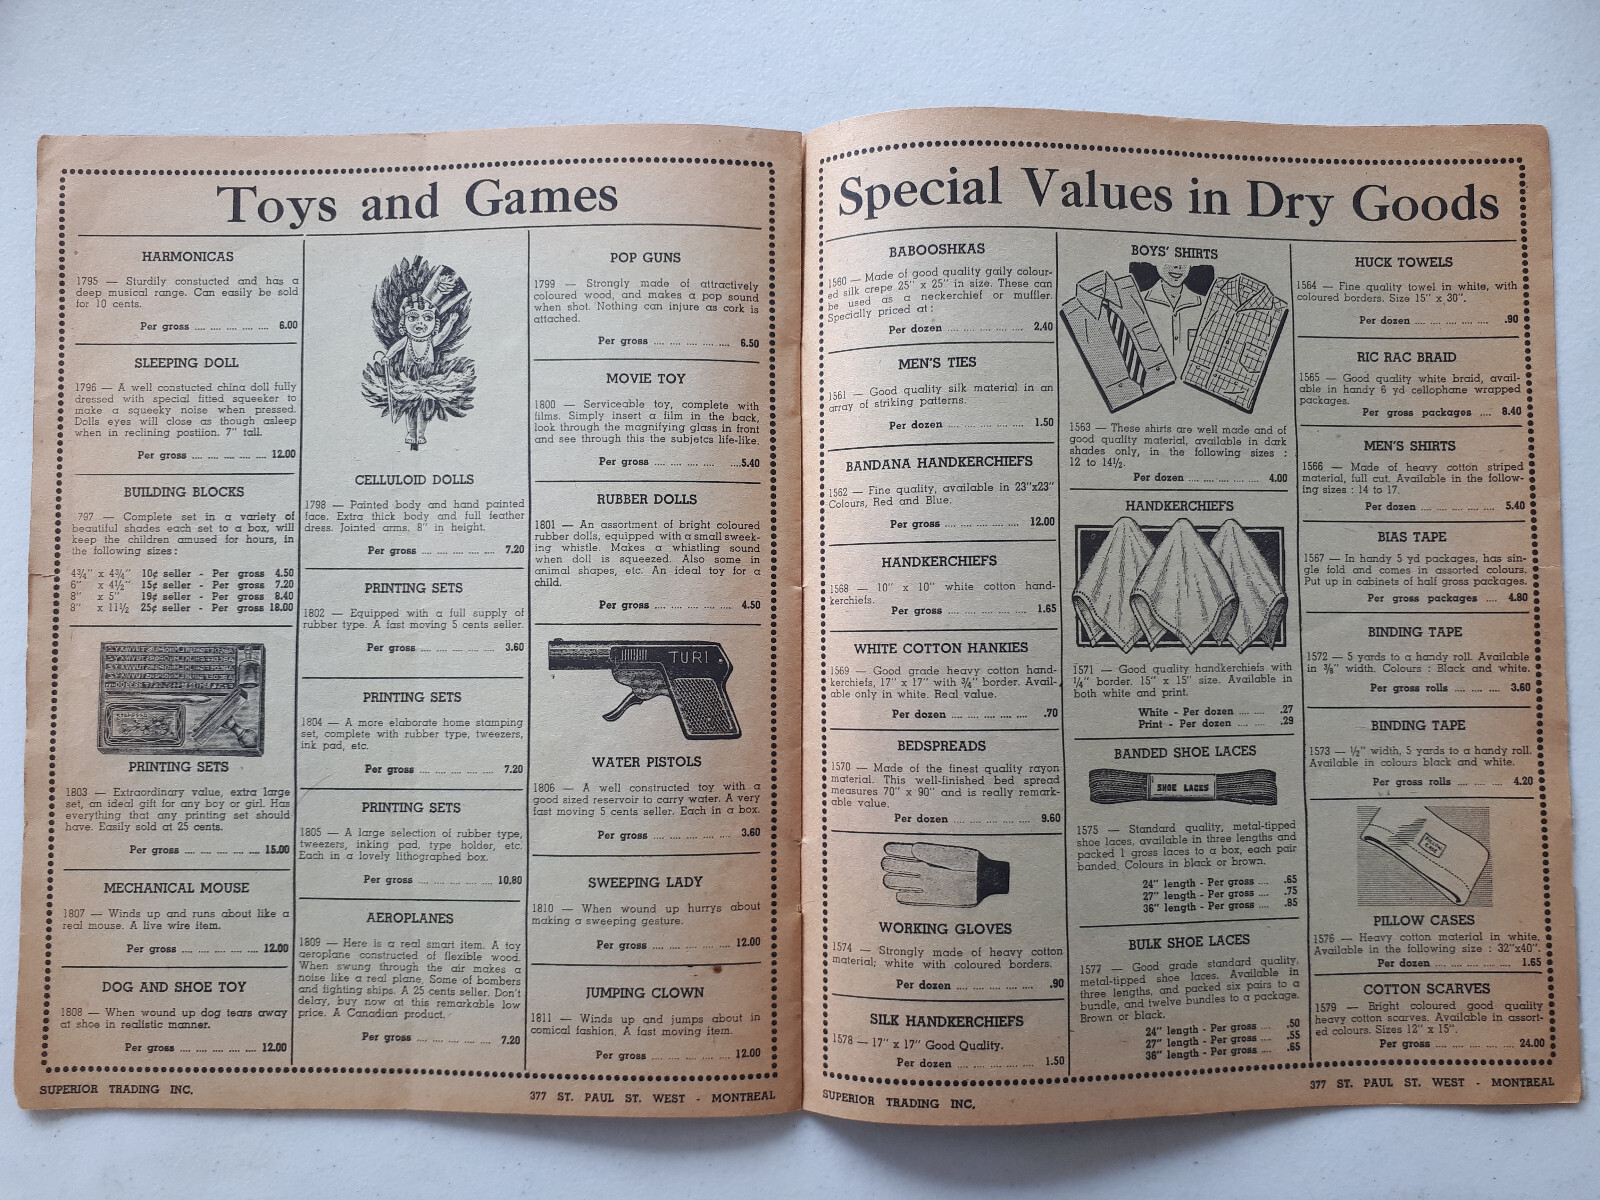 Toys and Games
HARMONICAS
1795 — Sturdily constucted and has a
deep musical range. Can easily be sold
for 10 cents.
Per gross .... .... .... .... .... 6.00
SLEEPING DOLL
1796 — A well constucted china doll fully
dressed with special fitted squeeker to
make a squeeky noise when pressed.
Dolls eyes will close as though asleep
when in reclining postiion. 7" tall.
Per gross .... .... .... .... .... 12.00
BUILDING BLOCKS
797 — Complete set in a variety of
beautiful shades each set to a box, will
keep the children amused for hours, in
the following sizes :
4¾" x 4¾" 10¢ seller - Per gross 4.50
6" x 4½" 15¢ seller - Per gross 7.20
8" x 5" 19¢ seller - Per gross 8.40
8" x 11½ 25¢ seller - Per gross 18.00
PRINTING SETS
1803 — Extraordinary value, extra large
set, an ideal gift for any boy or girl. Has
everything that any printing set should
have. Easily sold at 25 cents.
Per gross .... .... .... .... .... .... 15.00
MECHANICAL MOUSE
1807 — Winds up and runs about like a
real mouse. A live wire item.
Per gross .... .... .... .... .... .... 12.00
DOG AND SHOE TOY
1808 — When wound up dog tears away
at shoe in realistic manner.
Per gross .... .... .... .... .... .... 12.00
CELLULOID DOLLS
1798 — Painted body and hand painted
face. Extra thick body and full feather
dress. Jointed arms. 8" in height.
Per gross .... .... .... .... .... 7.20
PRINTING SETS
1802 — Equipped with a full supply of
rubber type. A fast moving 5 cents seller.
Per gross .... .... .... .... .... 3.60
PRINTING SETS
1804 — A more elaborate home stamping
set, complete with rubber type, tweezers,
ink pad, etc.
Per gross .... .... .... .... .... 7.20
PRINTING SETS
1805 — A large selection of rubber type,
tweezers, inking pad, type holder, etc.
Each in a lovely lithographed box.
Per gross .... .... .... .... .... 10.80
AEROPLANES
1809 — Here is a real smart item. A toy
aeroplane constructed of flexible wood.
When swung through the air makes a
noise like a real plane. Some of bombers
and fighting ships. A 25 cents seller. Don't
delay, buy now at this remarkable low
price. A Canadian product.
Per gross .... .... .... .... .... 7.20
POP GUNS
1799 — Strongly made of attractively
coloured wood, and makes a pop sound
when shot. Nothing can injure as cork is
attached.
Per gross .... .... .... .... .... 6.50
MOVIE TOY
1800 — Serviceable toy, complete with
films. Simply insert a film in the back,
look through the magnifying glass in front
and see through this the subjetcs life-like.
Per gross .... .... .... .... .... ....5.40
RUBBER DOLLS
1801 — An assortment of bright coloured
rubber dolls, equipped with a small sweek-
ing whistle. Makes a whistling sound
when doll is squeezed. Also some in
animal shapes, etc. An ideal toy for a
child.
Per gross .... .... .... .... .... 4.50
TURI
WATER PISTOLS
1806 — A well constructed toy with a
good sized reservoir to carry water. A very
fast moving 5 cents seller. Each in a box.
Per gross .... .... .... .... .... 3.60
SWEEPING LADY
1810 — When wound up hurrys about
making a sweeping gesture.
Per gross .... .... .... .... .... 12.00
JUMPING CLOWN
1811 — Winds up and jumps about in
comical fashion. A fast moving item.
Per gross .... .... .... .... .... 12.00
SUPERIOR TRADING INC.
377 ST. PAUL ST. WEST - MONTREAL
Special Values in Dry Goods
BABOOSHKAS
1560 — Made of good quality gaily colour-
ed silk crepe 25" x 25" in size. These can
be used as a neckerchief or muffler.
Specially priced at :
Per dozen .... .... .... .... .... 2.40
MEN'S TIES
1561 — Good quality silk material in an
array of striking patterns.
Per dozen .... .... .... .... .... 1.50
BANDANA HANDKERCHIEFS
1562 — Fine quality, available in 23"x23"
Colours, Red and Blue.
Per gross .... .... .... .... .... 12.00
HANDKERCHIEFS
1568 — 10" x 10" white cotton hand-
kerchiefs.
Per gross .... .... .... .... .... 1.65
WHITE COTTON HANKIES
1569 — Good grade heavy cotton hand-
kerchiefs, 17" x 17" with ¾" border. Avail-
able only in white. Real value.
Per dozen .... .... .... .... .... .70
BEDSPREADS
1570 — Made of the finest quality rayon
material. This well-finished bed spread
measures 70" x 90" and is really remark-
able value.
Per dozen .... .... .... .... .... 9.60
WORKING GLOVES
1574 — Strongly made of heavy cotton
material; white with coloured borders.
Per dozen .... .... .... .... .... .90
SILK HANDKERCHIEFS
1578 — 17" x 17" Good Quality.
Per dozen .... .... .... .... .... 1.50
BOYS' SHIRTS
1563 — These shirts are well made and of
good quality material, available in dark
shades only, in the following sizes :
12 to 14½.
Per dozen .... .... .... .... .... 4.00
HANDKERCHIEFS
1571 — Good quality handkerchiefs with
¼" border. 15" x 15" size. Available in
both white and print.
White - Per dozen .... .... .27
Print - Per dozen .... .... .29
BANDED SHOE LACES
SHOE LACES
1575 — Standard quality, metal-tipped
shoe laces, available in three lengths and
packed 1 gross laces to a box, each pair
banded. Colours in black or brown.
24" length - Per gross .... .65
27" length - Per gross .... .75
36" length - Per gross .... .85
BULK SHOE LACES
1577 — Good grade standard quality,
metal-tipped shoe laces. Available in
three lengths, and packed six pairs to a
bundle, and twelve bundles to a package.
Brown or black.
24" length - Per gross .... .50
27" length - Per gross .... .55
36" length - Per gross .... .65
HUCK TOWELS
1564 — Fine quality towel in white, with
coloured borders. Size 15" x 30".
Per dozen .... .... .... .... .... .90
RIC RAC BRAID
1565 — Good quality white braid, avail-
able in handy 6 yd cellophane wrapped
packages.
Per gross packages .... 8.40
MEN'S SHIRTS
1566 — Made of heavy cotton striped
material, full cut. Available in the follow-
ing sizes : 14 to 17.
Per dozen .... .... .... .... .... 5.40
BIAS TAPE
1567 — In handy 5 yd packages, has sin-
gle fold and comes in assorted colours.
Put up in cabinets of half gross packages.
Per gross packages .... 4.80
BINDING TAPE
1572 — 5 yards to a handy roll. Available
in ⅜" width. Colours : Black and white.
Per gross rolls .... .... .... 3.60
BINDING TAPE
1573 — ½" width, 5 yards to a handy roll.
Available in colours black and white.
Per gross rolls .... .... .... 4.20
PILLOW CASES
1576 — Heavy cotton material in white.
Available in the following size : 32"x40".
Per dozen .... .... .... .... .... 1.65
COTTON SCARVES
1579 — Bright coloured good quality
heavy cotton scarves. Available in assort-
ed colours. Sizes 12" x 15".
Per gross .... .... .... .... .... 24.00
SUPERIOR TRADING INC.
377 ST. PAUL ST. WEST - MONTREAL